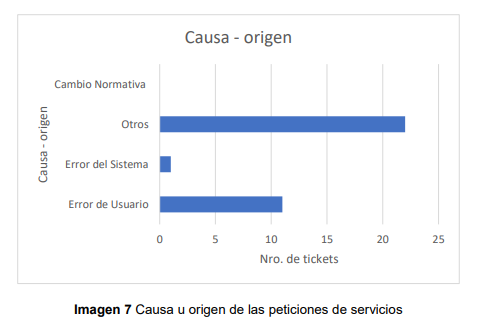 Causa - origen
Causa - origen
Cambio Normativa
Otros
Error del Sistema
Error de Usuario
0 5 10 15 20 25
Nro. de tickets
Imagen 7 Causa u origen de las peticiones de servicios